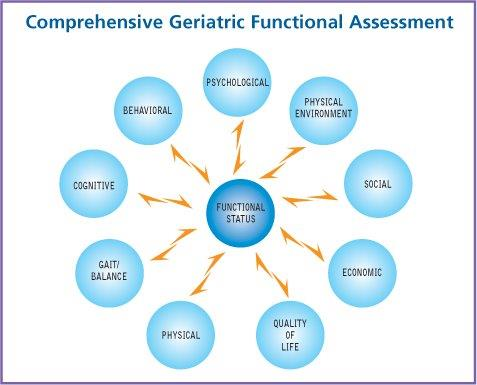 Comprehensive Geriatric Functional Assessment
PSYCHOLOGICAL
BEHAVIORAL
PHYSICAL
ENVIRONMENT
COGNITIVE
SOCIAL
FUNCTIONAL
STATUS
GAIT/
BALANCE
ECONOMIC
PHYSICAL
QUALITY
OF
LIFE